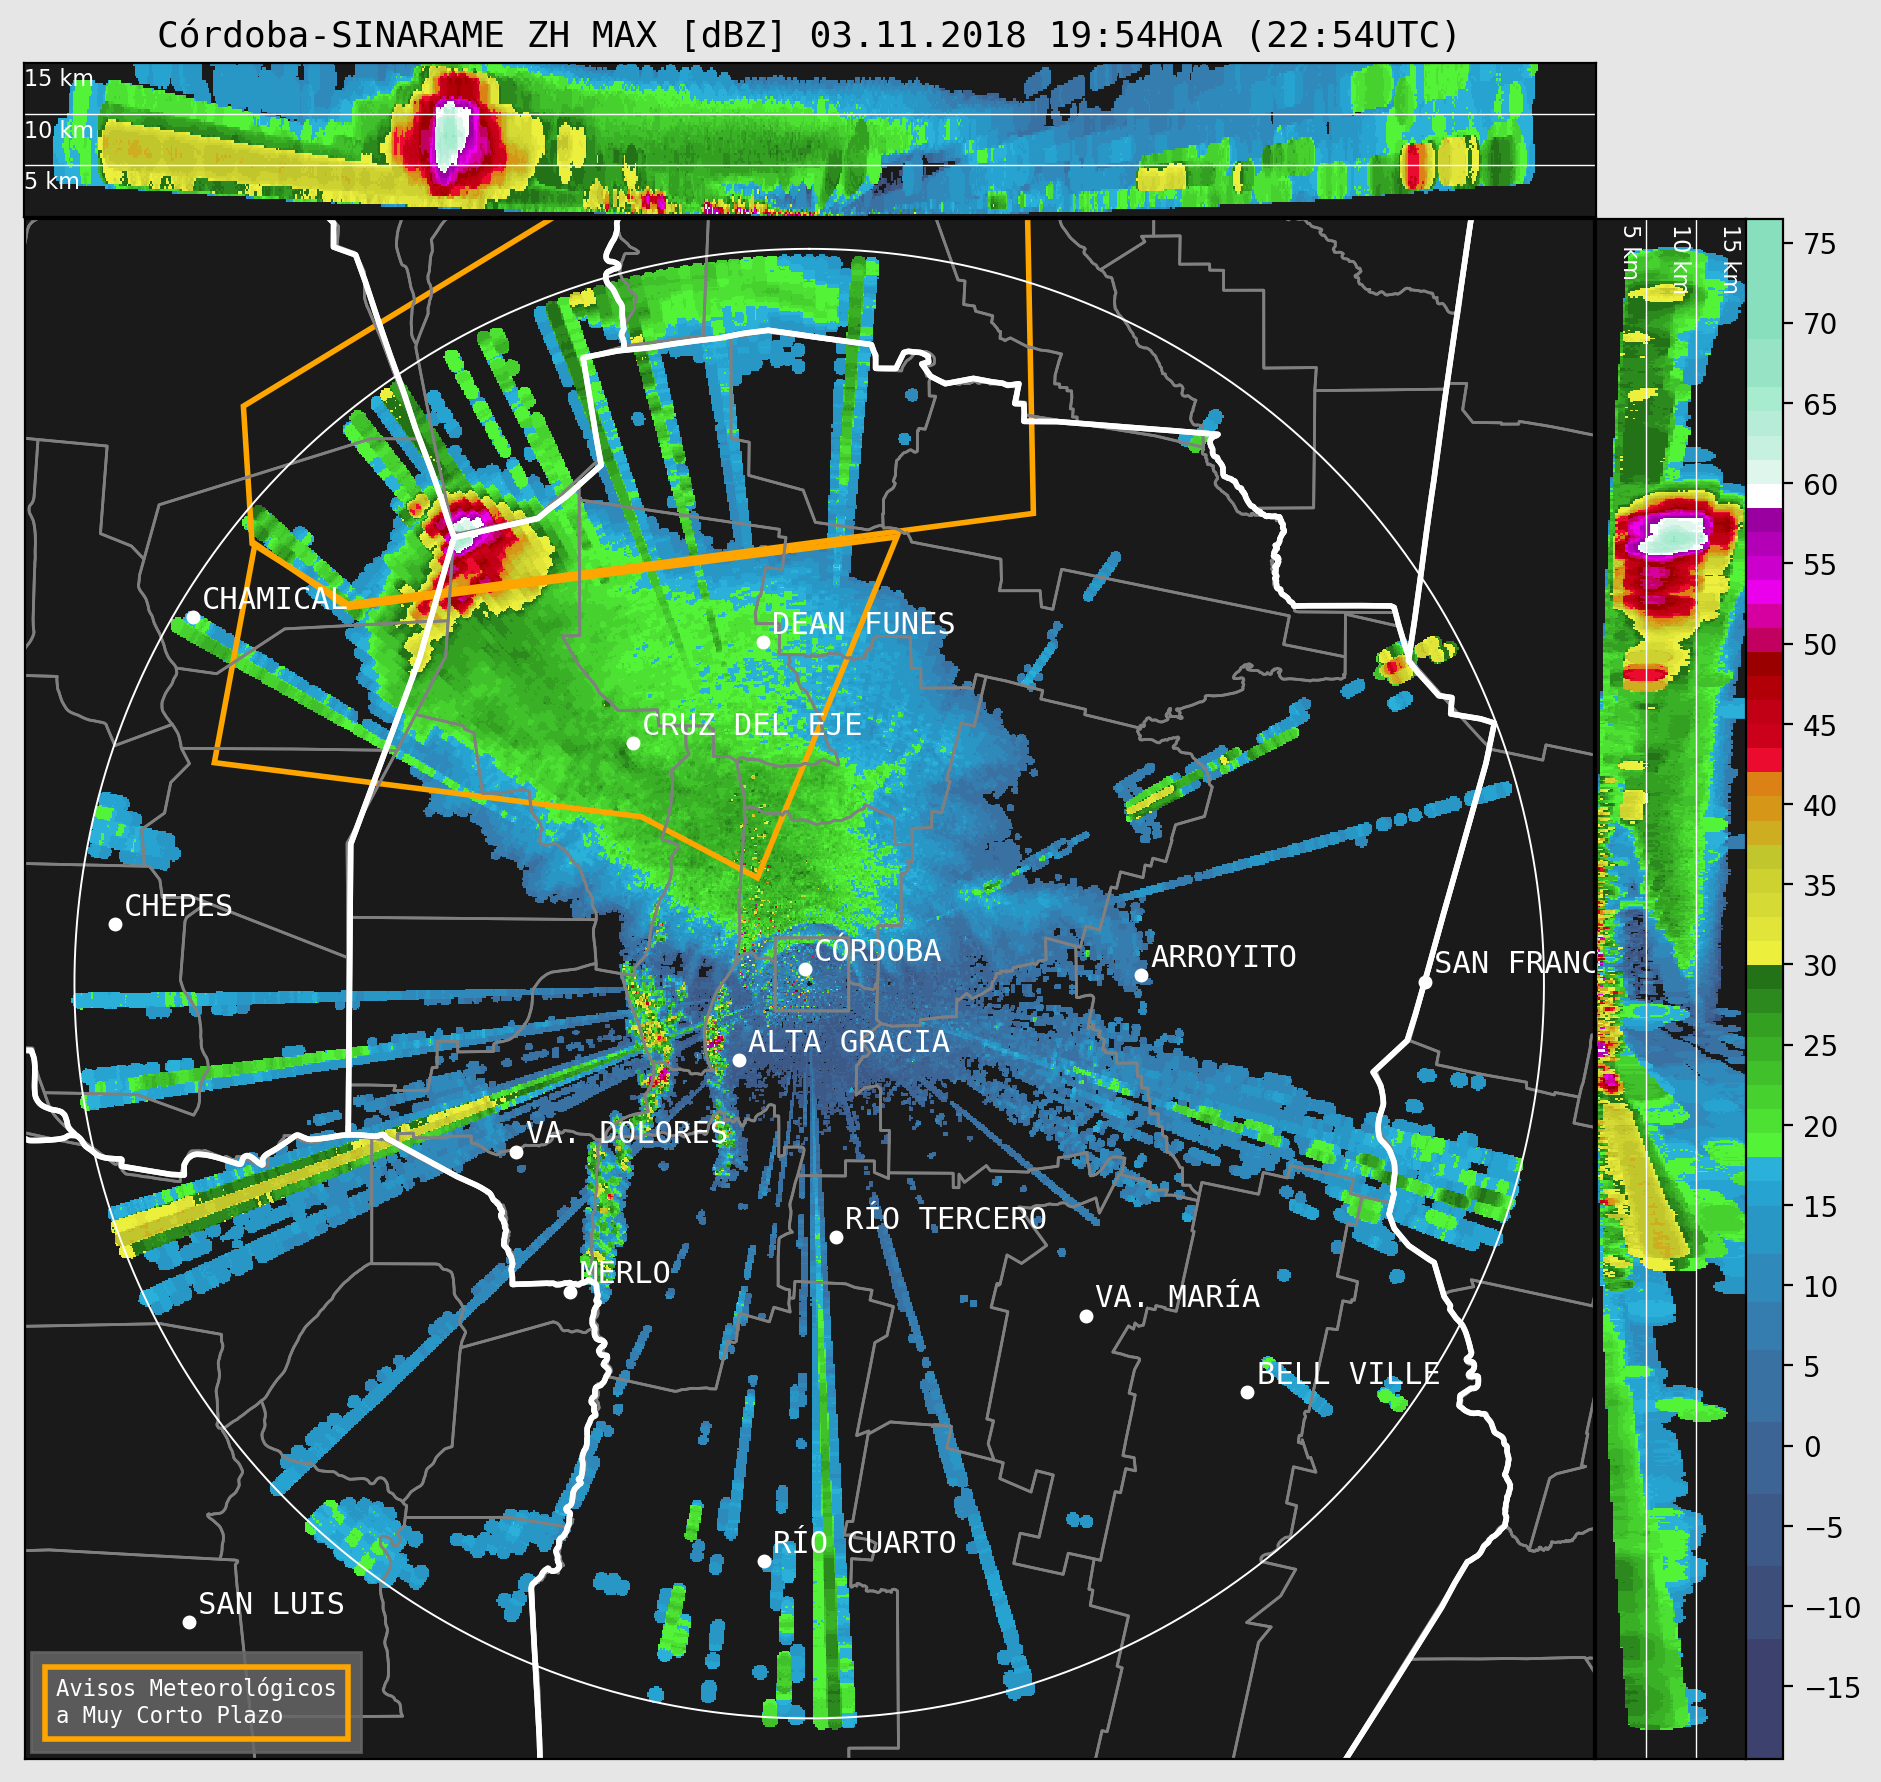 Córdoba-SINARAME ZH MAX [dBZ] 03.11.2018 19:54HOA (22:54UTC)
15 km
10 km
5 km
5 km
10 km
15 km
75
70
65
60
55
50
45
40
35
30
25
20
15
10
5
0
−5
−10
−15
CHAMICAL
DEAN FUNES
CRUZ DEL EJE
CHEPES
CÓRDOBA
ARROYITO
SAN FRANC
ALTA GRACIA
VA. DOLORES
RÍO TERCERO
MERLO
VA. MARÍA
BELL VILLE
RÍO CUARTO
SAN LUIS
Avisos Meteorológicos
a Muy Corto Plazo